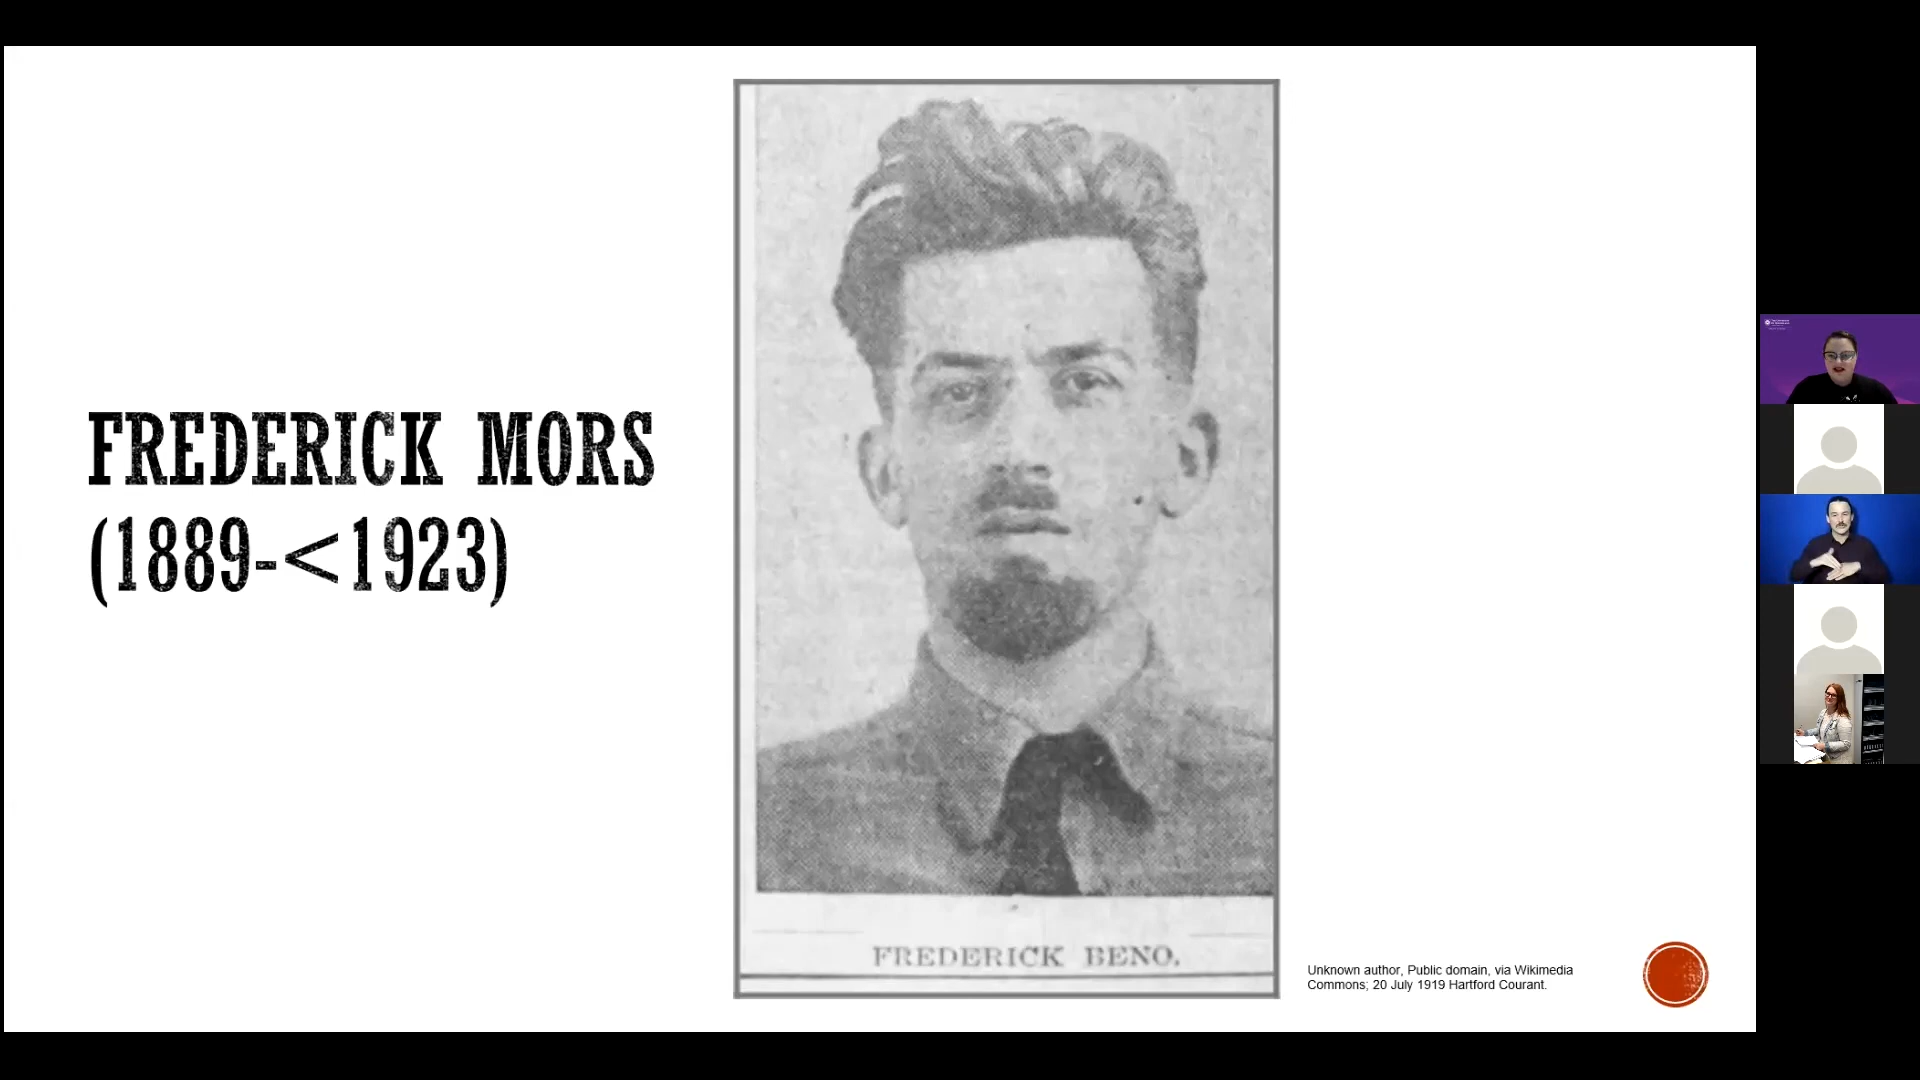 FREDERICK MORS
(1889-<1923)
FREDERICK BENO.
Unknown author, Public domain, via Wikimedia
Commons; 20 July 1919 Hartford Courant.